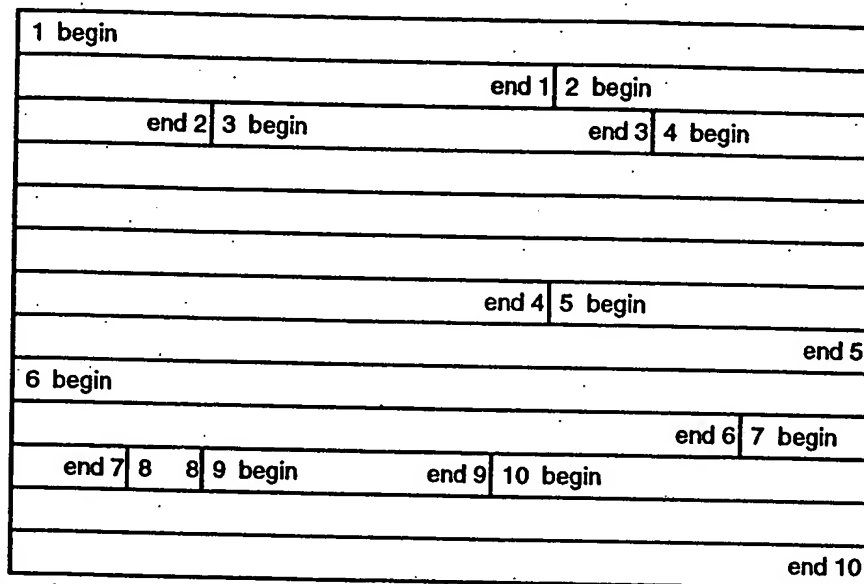 1 begin
end 1 2 begin
end 2 3 begin end 3 4 begin
end 4 5 begin
end 5
6 begin
end 6 7 begin
end 7 8 8 9 begin end 9 10 begin
end 10